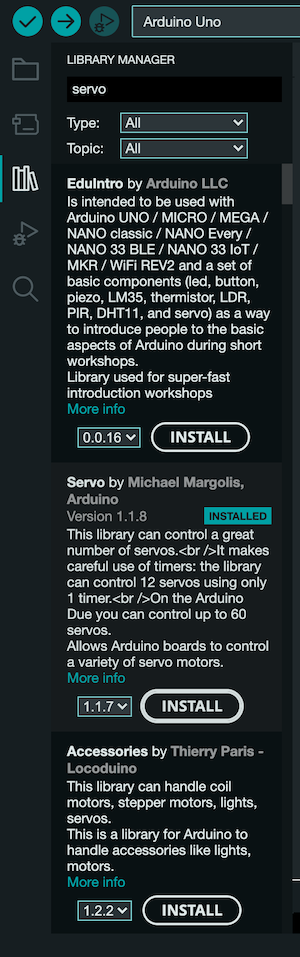 Arduino Uno
LIBRARY MANAGER
servo
Type: All
Topic: All
EduIntro by Arduino LLC
Is intended to be used with
Arduino UNO / MICRO / MEGA /
NANO classic / NANO Every /
NANO 33 BLE / NANO 33 IoT /
MKR / WiFi REV2 and a set of
basic components (led, button,
piezo, LM35, thermistor, LDR,
PIR, DHT11, and servo) as a way
to introduce people to the basic
aspects of Arduino during short
workshops.
Library used for super-fast
introduction workshops
More info
0.0.16 INSTALL
Servo by Michael Margolis,
Arduino
Version 1.1.8 INSTALLED
This library can control a great
number of servos.<br />It makes
careful use of timers: the library
can control 12 servos using only
1 timer.<br />On the Arduino
Due you can control up to 60
servos.
Allows Arduino boards to control
a variety of servo motors.
More info
1.1.7 INSTALL
Accessories by Thierry Paris -
Locoduino
This library can handle coil
motors, stepper motors, lights,
servos.
This is a library for Arduino to
handle accessories like lights,
motors.
More info
1.2.2 INSTALL